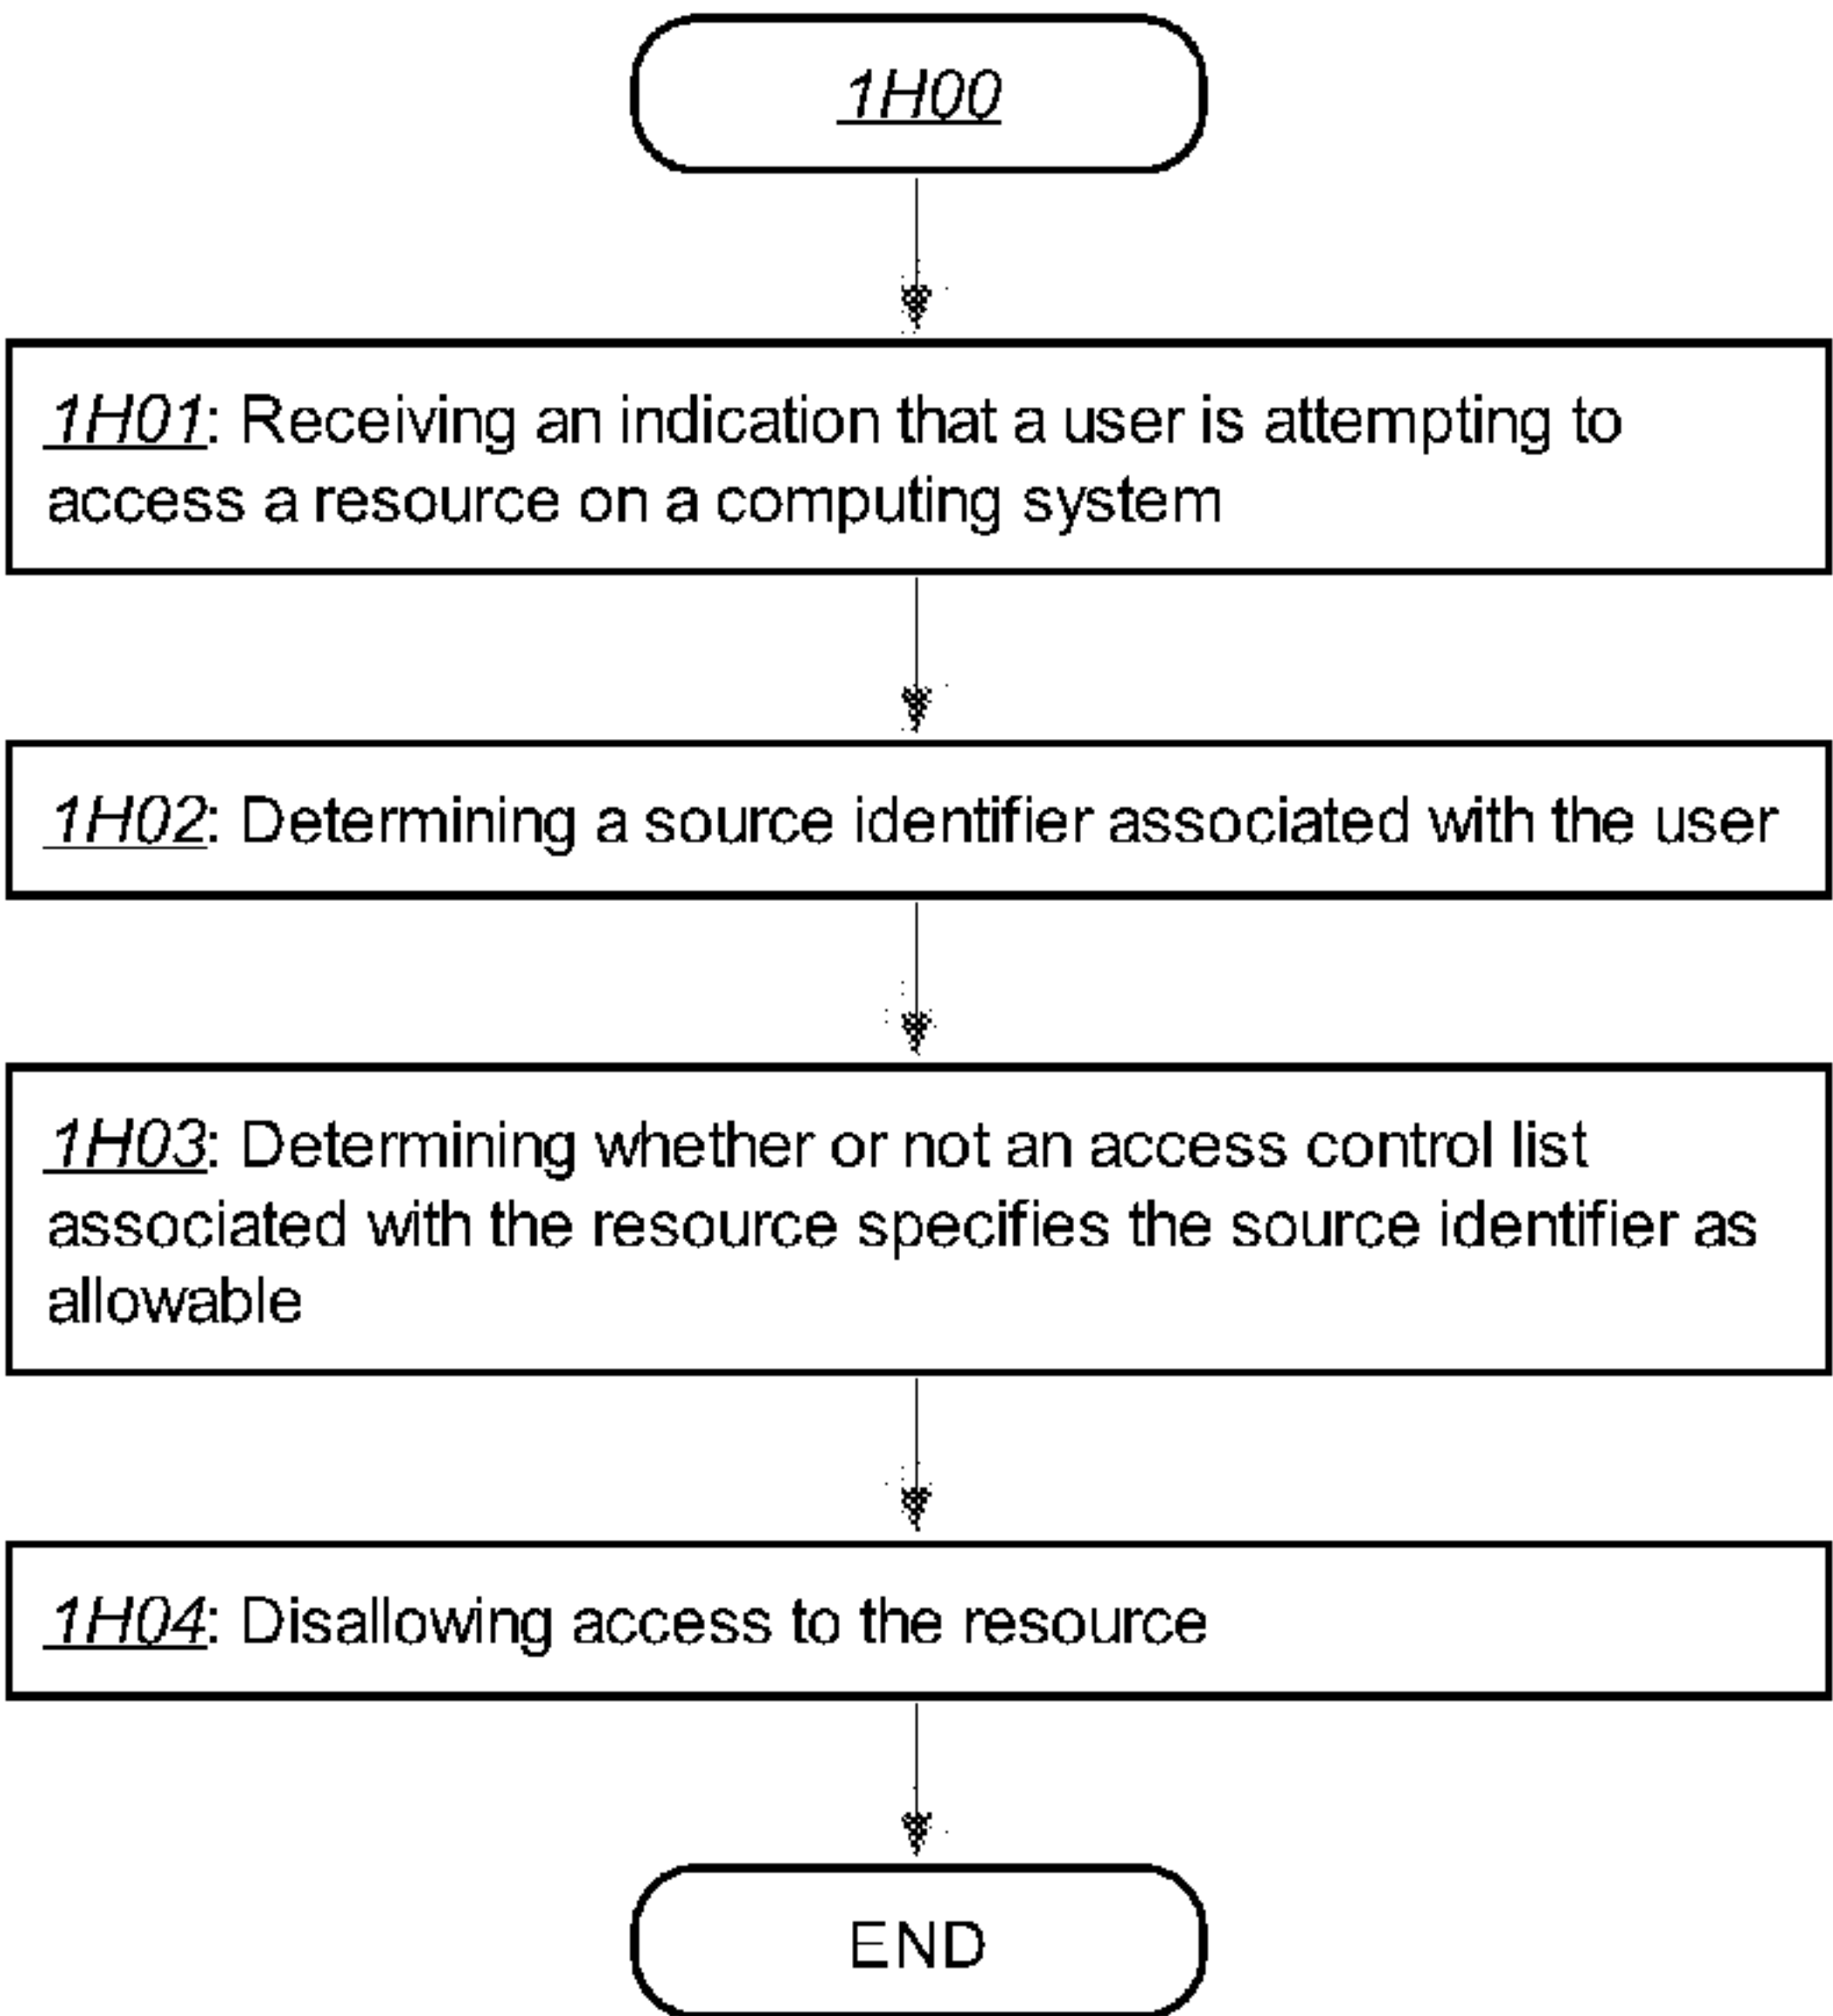 1H00
1H01: Receiving an indication that a user is attempting to
access a resource on a computing system
1H02: Determining a source identifier associated with the user
1H03: Determining whether or not an access control list
associated with the resource specifies the source identifier as
allowable
1H04: Disallowing access to the resource
END